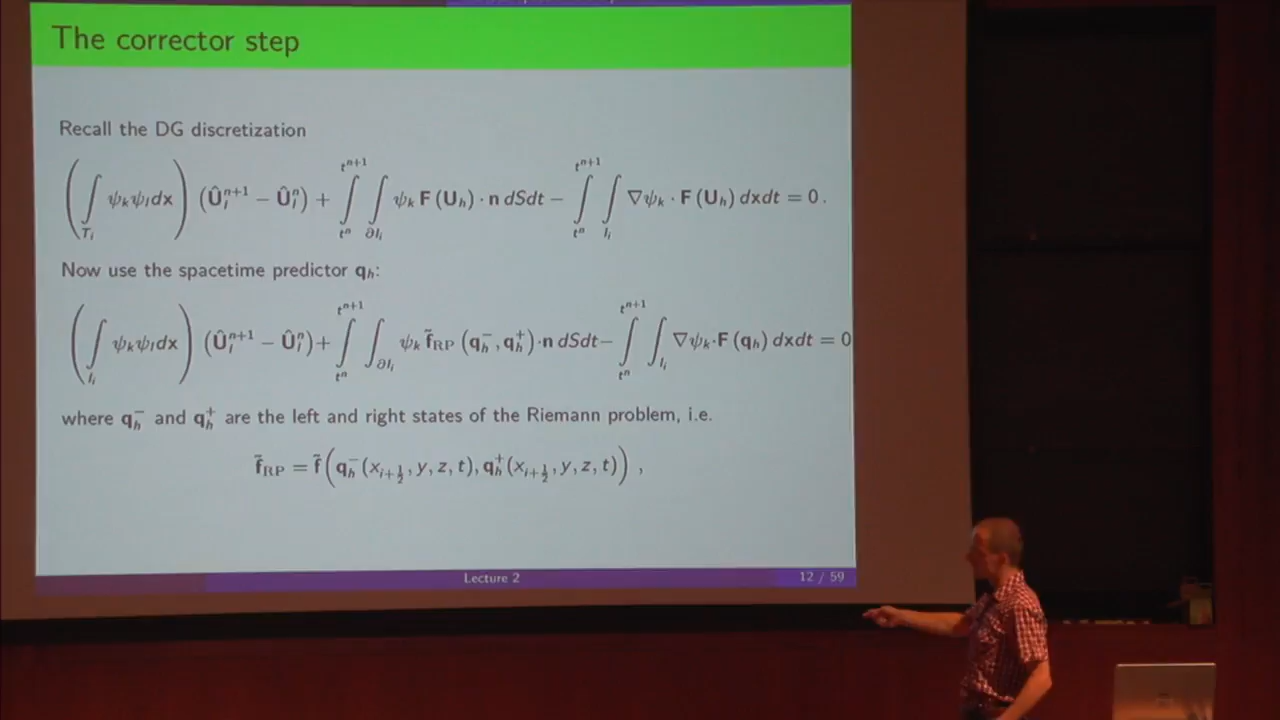 The corrector step
Recall the DG discretization
( ∫_{T_i} ψ_k ψ_l dx ) (Û_l^{n+1} − Û_l^n) + ∫_{t^n}^{t^{n+1}} ∫_{∂I_i} ψ_k F (U_h) · n dSdt − ∫_{t^n}^{t^{n+1}} ∫_{I_i} ∇ψ_k · F (U_h) dxdt = 0 .
Now use the spacetime predictor q_h:
( ∫_{I_i} ψ_k ψ_l dx ) (Û_l^{n+1} − Û_l^n) + ∫_{t^n}^{t^{n+1}} ∫_{∂I_i} ψ_k f̃_RP (q_h^−, q_h^+) · n dSdt − ∫_{t^n}^{t^{n+1}} ∫_{I_i} ∇ψ_k · F (q_h) dxdt = 0
where q_h^− and q_h^+ are the left and right states of the Riemann problem, i.e.
f̃_RP = f̃ ( q_h^−(x_{i+½}, y, z, t), q_h^+(x_{i+½}, y, z, t) ) ,
Lecture 2
12 / 59